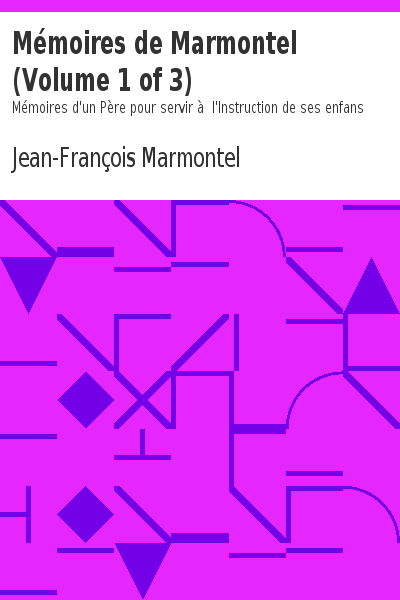 Mémoires de Marmontel
(Volume 1 of 3)
Mémoires d'un Père pour servir à l'Instruction de ses enfans
Jean-François Marmontel